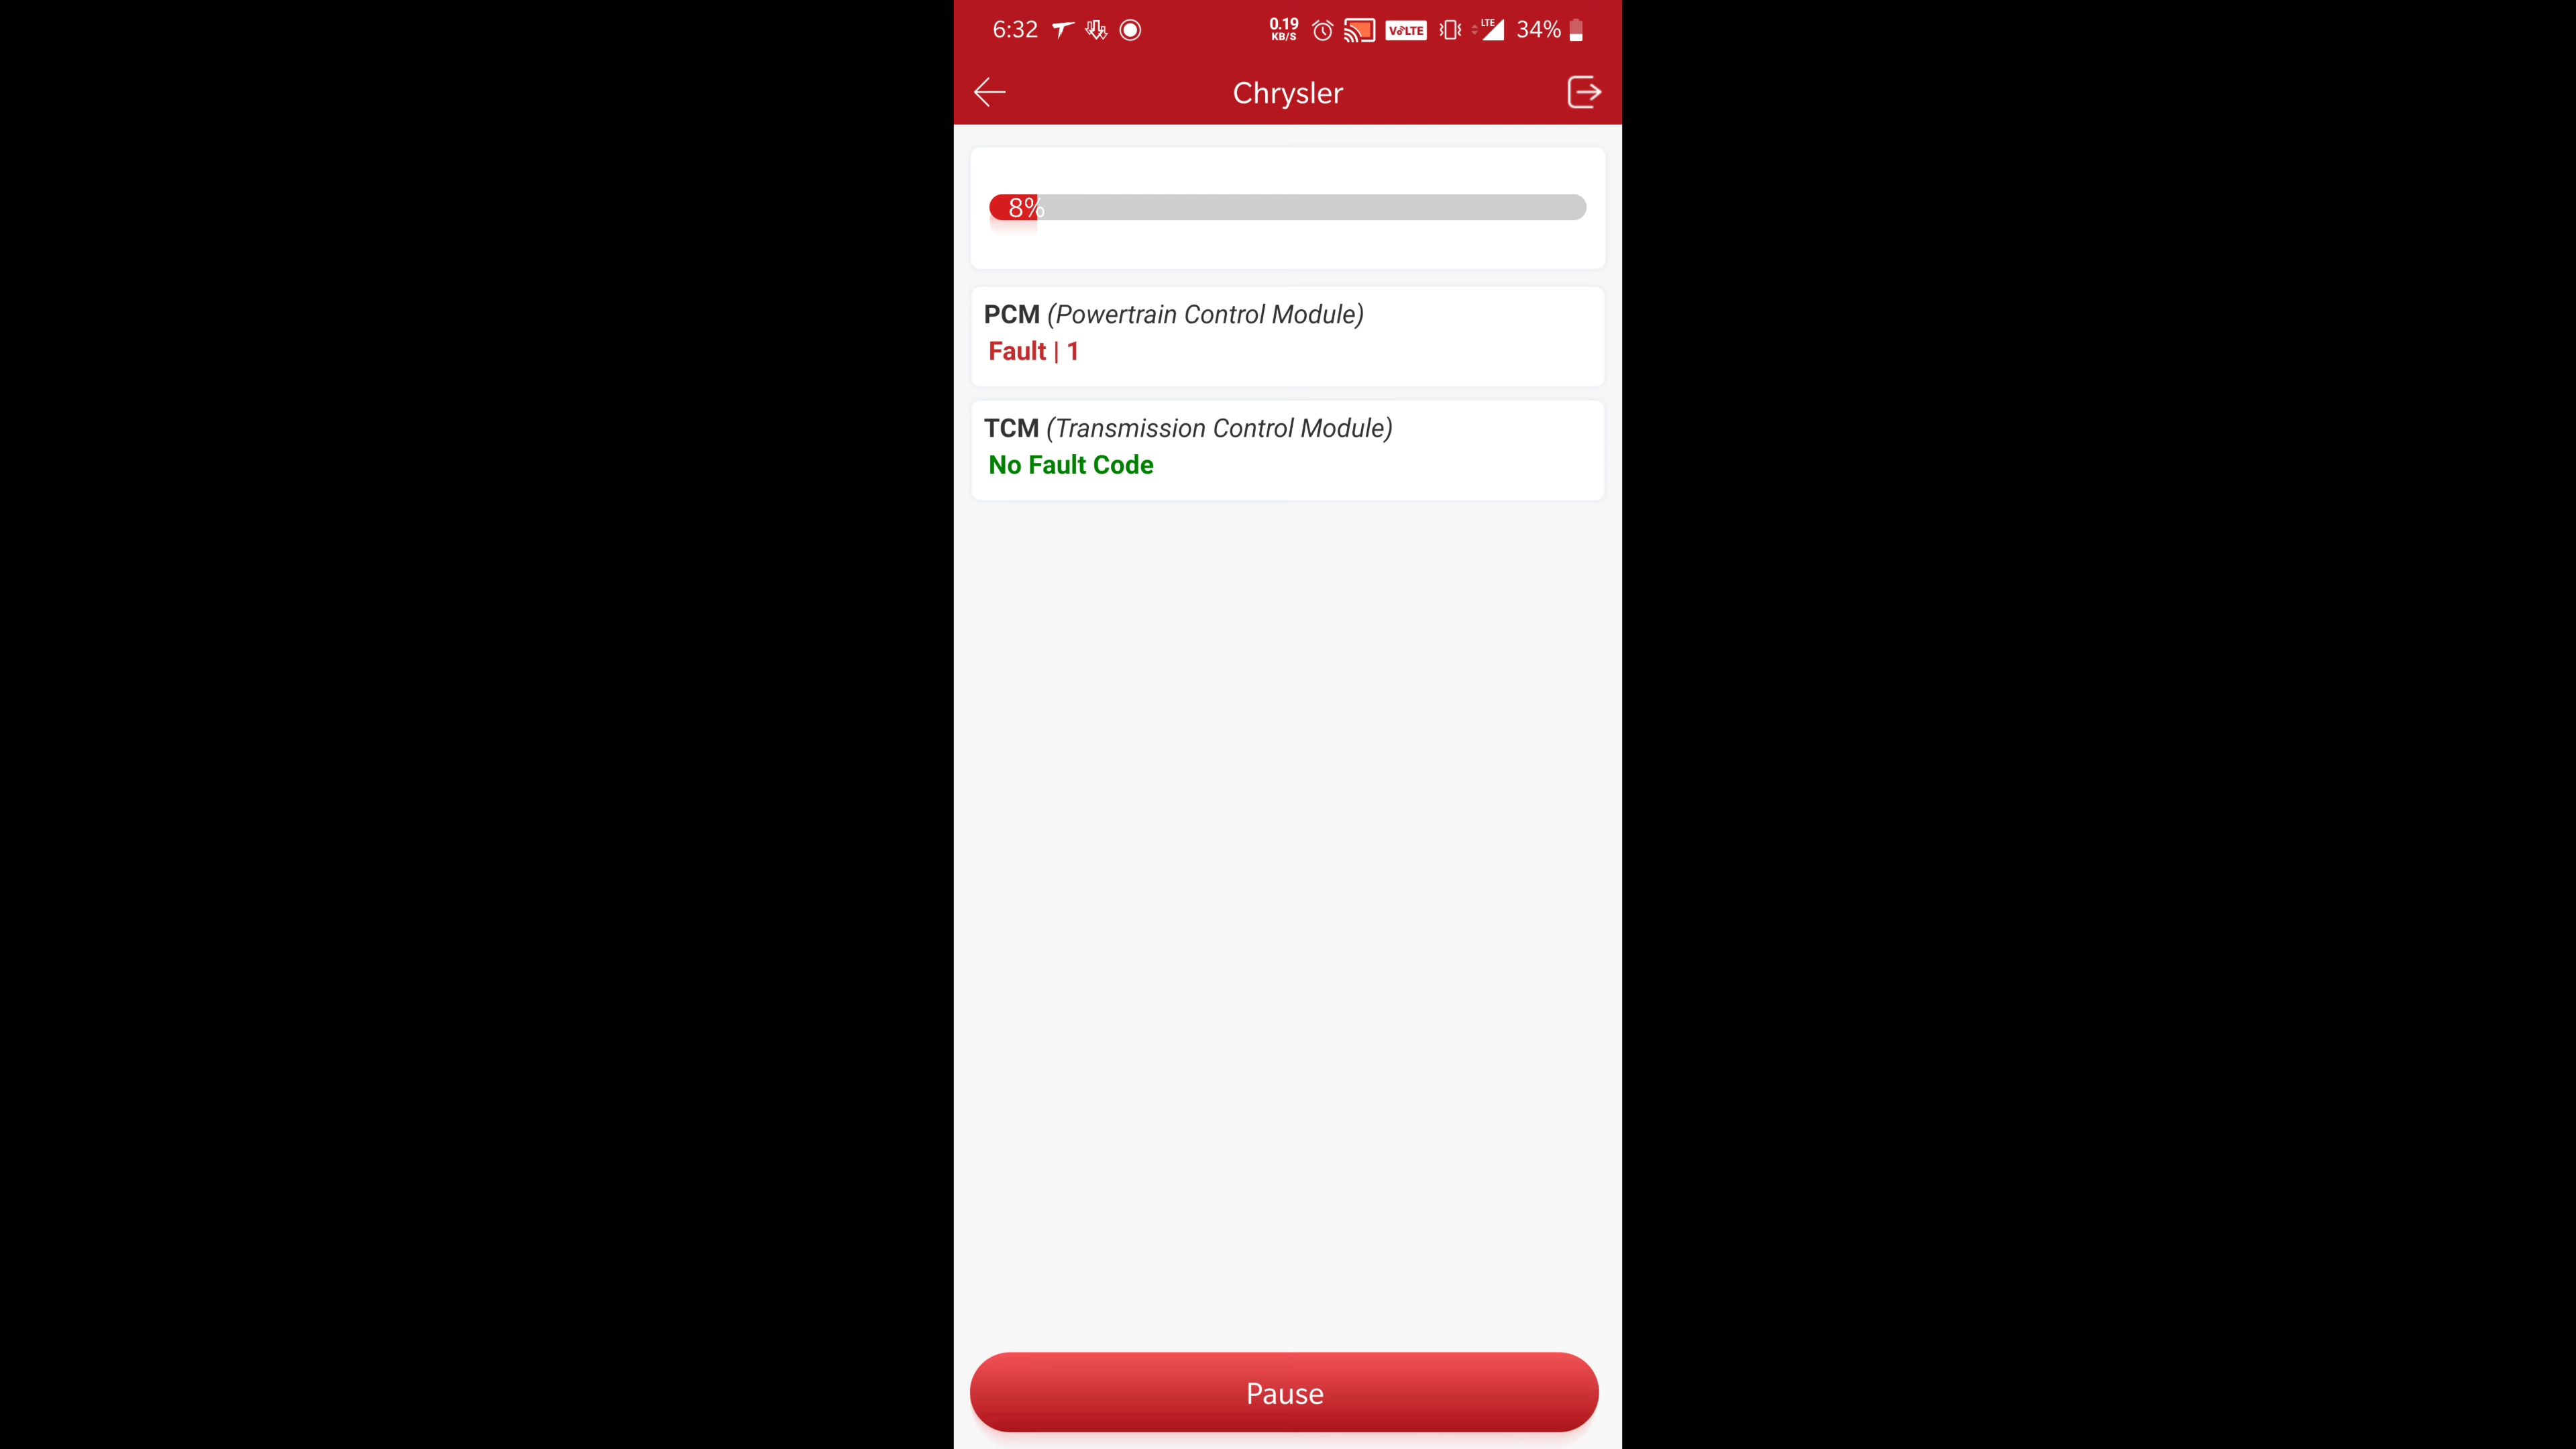 6:32 0.19 KB/S VoLTE LTE 34%
Chrysler
8%
PCM (Powertrain Control Module)
Fault | 1
TCM (Transmission Control Module)
No Fault Code
Pause